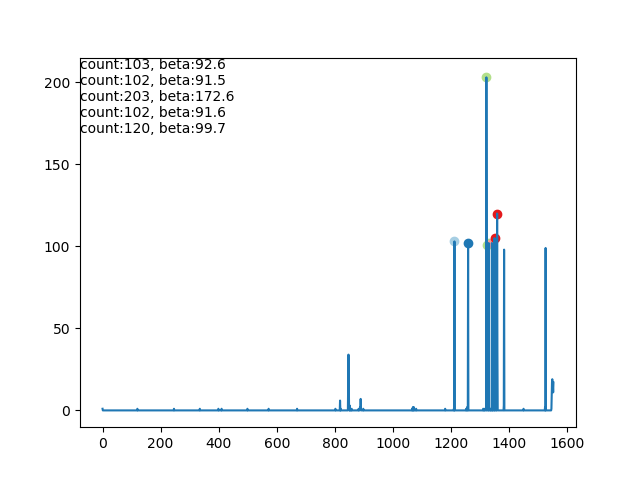 count:103, beta:92.6
count:102, beta:91.5
count:203, beta:172.6
count:102, beta:91.6
count:120, beta:99.7
200
150
100
50
0
0 200 400 600 800 1000 1200 1400 1600